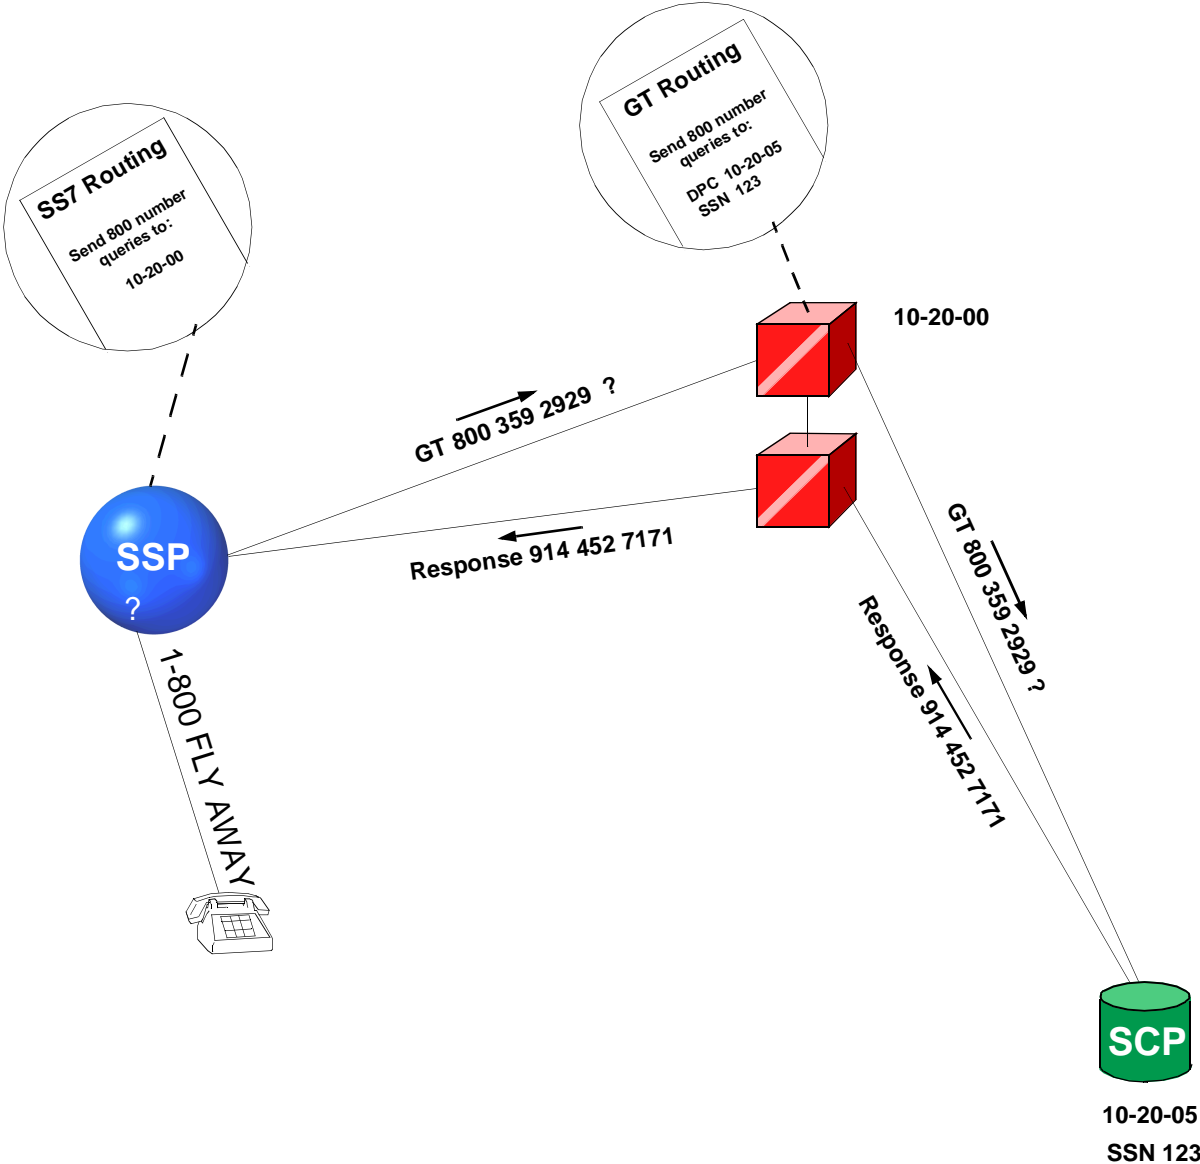 GT Routing
Send 800 number
queries to:
DPC 10-20-05
SSN 123
SS7 Routing
Send 800 number
queries to:
10-20-00
10-20-00
GT 800 359 2929 ?
Response 914 452 7171
GT 800 359 2929 ?
Response 914 452 7171
SSP
?
1-800 FLY AWAY
SCP
10-20-05
SSN 123